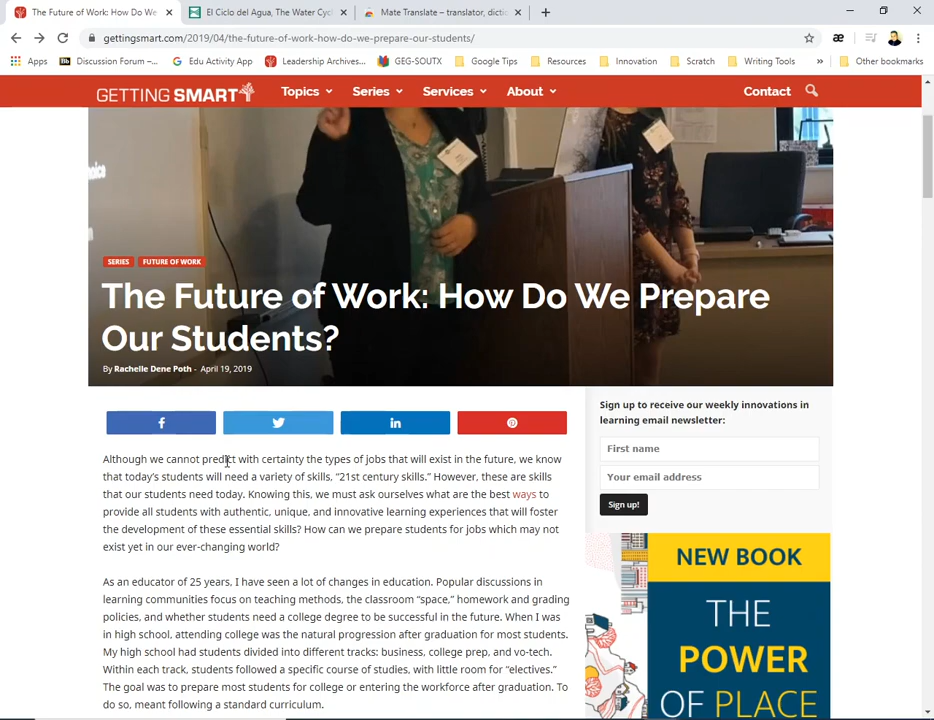 The Future of Work: How Do We
El Ciclo del Agua, The Water Cyc
Mate Translate – translator, dictio
gettingsmart.com/2019/04/the-future-of-work-how-do-we-prepare-our-students/
Apps
Discussion Forum –...
Edu Activity App
Leadership Archives...
GEG-SOUTX
Google Tips
Resources
Innovation
Scratch
Writing Tools
»
Other bookmarks
GETTING SMART
Topics
Series
Services
About
Contact
SERIES
FUTURE OF WORK
The Future of Work: How Do We Prepare
Our Students?
By Rachelle Dene Poth - April 19, 2019
Although we cannot predict with certainty the types of jobs that will exist in the future, we know
that today's students will need a variety of skills, "21st century skills." However, these are skills
that our students need today. Knowing this, we must ask ourselves what are the best ways to
provide all students with authentic, unique, and innovative learning experiences that will foster
the development of these essential skills? How can we prepare students for jobs which may not
exist yet in our ever-changing world?
As an educator of 25 years, I have seen a lot of changes in education. Popular discussions in
learning communities focus on teaching methods, the classroom "space," homework and grading
policies, and whether students need a college degree to be successful in the future. When I was
in high school, attending college was the natural progression after graduation for most students.
My high school had students divided into different tracks: business, college prep, and vo-tech.
Within each track, students followed a specific course of studies, with little room for "electives."
The goal was to prepare most students for college or entering the workforce after graduation. To
do so, meant following a standard curriculum.
Sign up to receive our weekly innovations in
learning email newsletter:
First name
Your email address
Sign up!
NEW BOOK
THE
POWER
OF PLACE